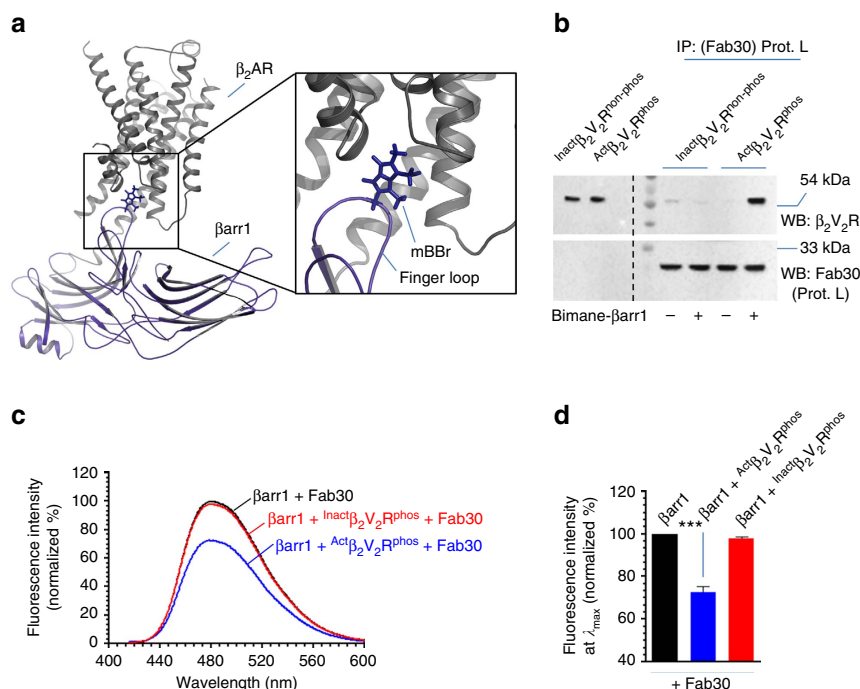 a
β₂AR
βarr1
mBBr
Finger loop
b
IP: (Fab30) Prot. L
Inactβ₂V₂Rnon-phos
Actβ₂V₂Rphos
Inactβ₂V₂Rnon-phos
Actβ₂V₂Rphos
54 kDa
WB: β₂V₂R
33 kDa
WB: Fab30
(Prot. L)
Bimane-βarr1 – + – +
c
Fluorescence intensity
(normalized %)
120
100
80
60
40
20
0
βarr1 + Fab30
βarr1 + Inactβ₂V₂Rphos + Fab30
βarr1 + Actβ₂V₂Rphos + Fab30
400 440 480 520 560 600
Wavelength (nm)
d
Fluorescence intensity
at λmax (normalized %)
100
80
60
40
βarr1
***
βarr1 + Actβ₂V₂Rphos
βarr1 + Inactβ₂V₂Rphos
+ Fab30